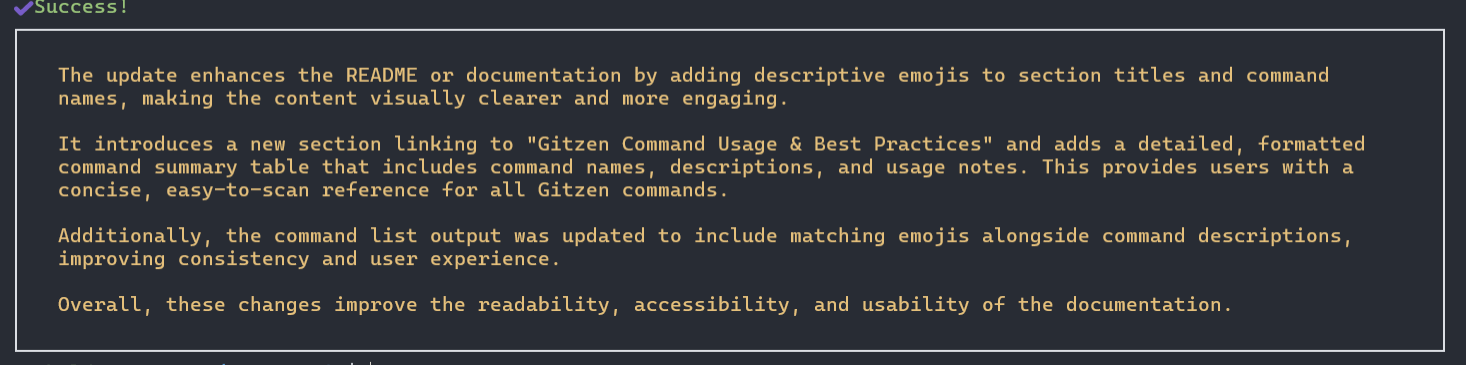 Success!
The update enhances the README or documentation by adding descriptive emojis to section titles and command
names, making the content visually clearer and more engaging.
It introduces a new section linking to "Gitzen Command Usage & Best Practices" and adds a detailed, formatted
command summary table that includes command names, descriptions, and usage notes. This provides users with a
concise, easy-to-scan reference for all Gitzen commands.
Additionally, the command list output was updated to include matching emojis alongside command descriptions,
improving consistency and user experience.
Overall, these changes improve the readability, accessibility, and usability of the documentation.